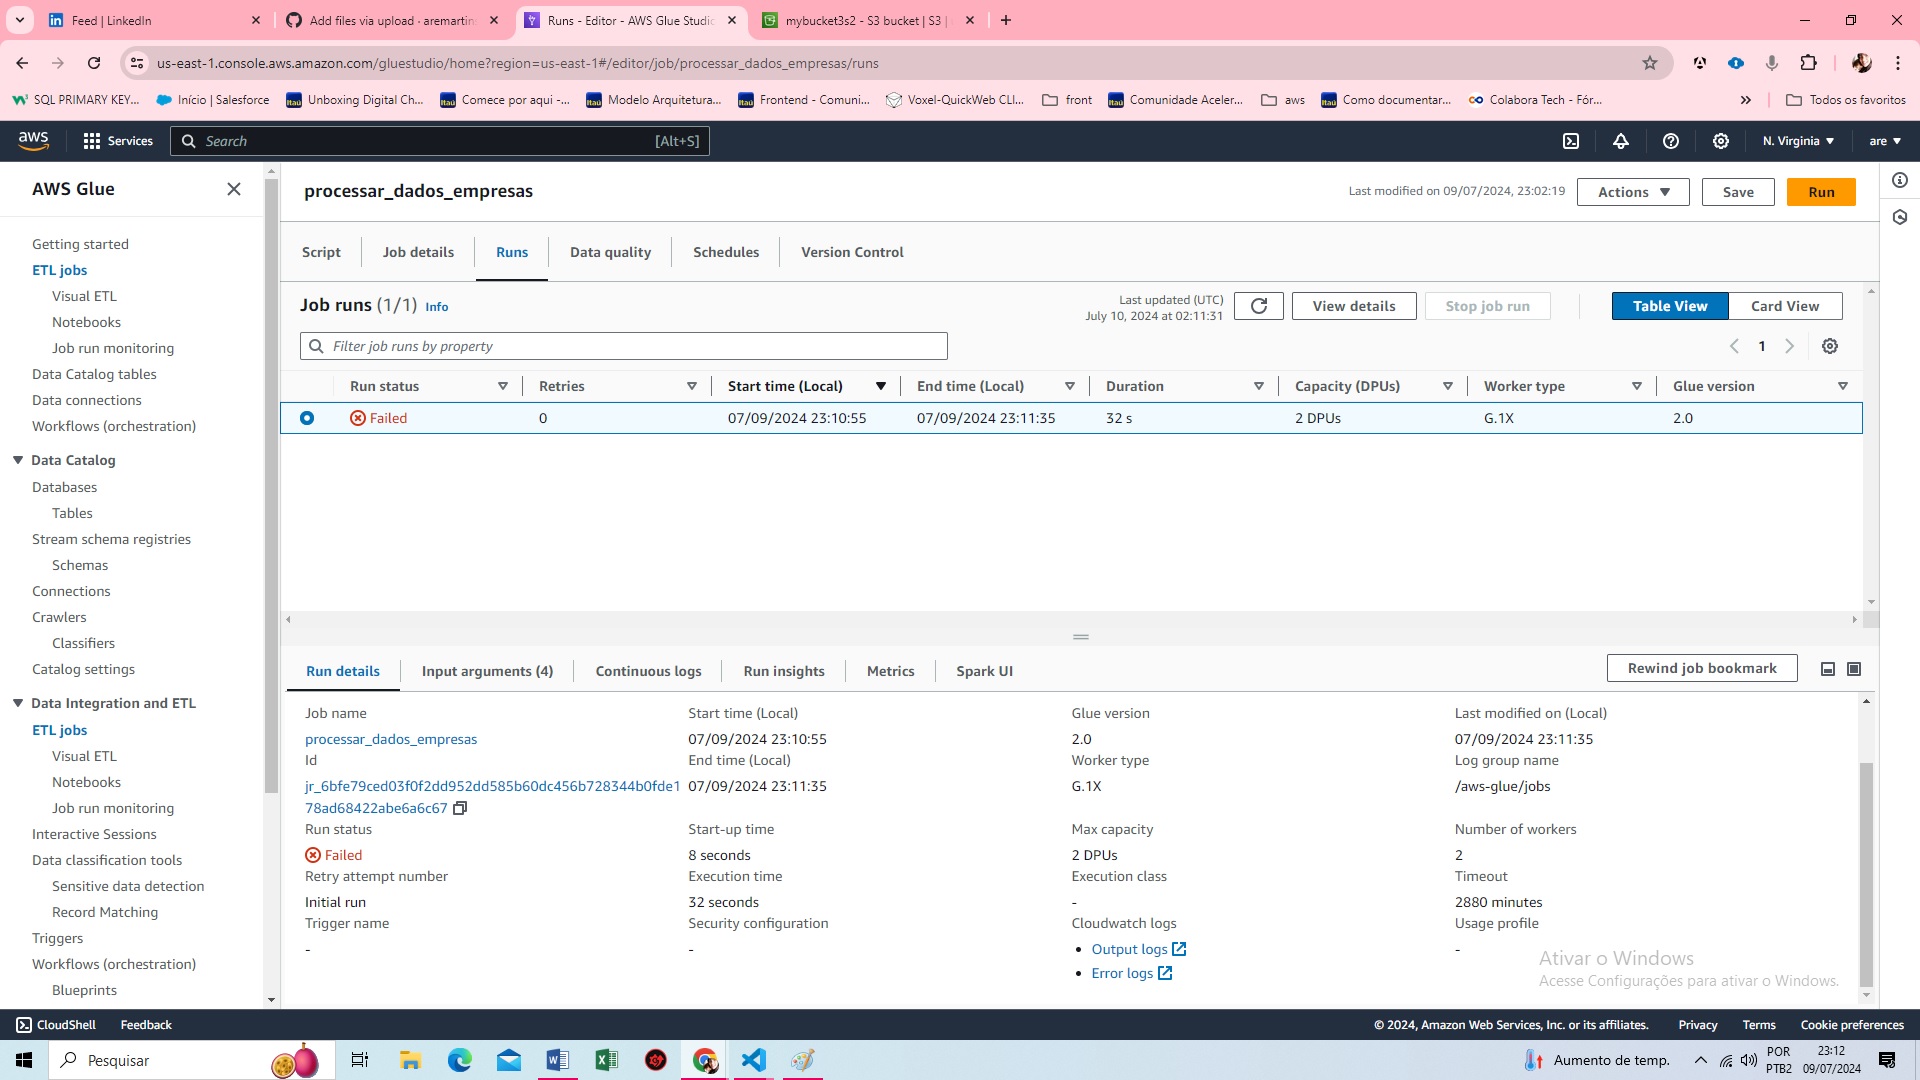 Feed | LinkedIn
Add files via upload · aremartin
Runs - Editor - AWS Glue Studio
mybucket3s2 - S3 bucket | S3 |
us-east-1.console.aws.amazon.com/gluestudio/home?region=us-east-1#/editor/job/processar_dados_empresas/runs
SQL PRIMARY KEY...
Início | Salesforce
Unboxing Digital Ch...
Comece por aqui -...
Modelo Arquitetura...
Frontend - Comuni...
Voxel-QuickWeb CLI...
front
Comunidade Aceler...
aws
Como documentar...
Colabora Tech - Fór...
Todos os favoritos
aws
Services
Search
[Alt+S]
N. Virginia
are
AWS Glue
Getting started
ETL jobs
Visual ETL
Notebooks
Job run monitoring
Data Catalog tables
Data connections
Workflows (orchestration)
Data Catalog
Databases
Tables
Stream schema registries
Schemas
Connections
Crawlers
Classifiers
Catalog settings
Data Integration and ETL
ETL jobs
Visual ETL
Notebooks
Job run monitoring
Interactive Sessions
Data classification tools
Sensitive data detection
Record Matching
Triggers
Workflows (orchestration)
Blueprints
processar_dados_empresas
Last modified on 09/07/2024, 23:02:19
Actions
Save
Run
Script
Job details
Runs
Data quality
Schedules
Version Control
Job runs (1/1) Info
Last updated (UTC)
July 10, 2024 at 02:11:31
View details
Stop job run
Table View
Card View
Filter job runs by property
1
Run status
Retries
Start time (Local)
End time (Local)
Duration
Capacity (DPUs)
Worker type
Glue version
Failed
0
07/09/2024 23:10:55
07/09/2024 23:11:35
32 s
2 DPUs
G.1X
2.0
Run details
Input arguments (4)
Continuous logs
Run insights
Metrics
Spark UI
Rewind job bookmark
Job name
processar_dados_empresas
Id
jr_6bfe79ced03f0f2dd952dd585b60dc456b728344b0fde1
78ad68422abe6a6c67
Run status
Failed
Retry attempt number
Initial run
Trigger name
-
Start time (Local)
07/09/2024 23:10:55
End time (Local)
07/09/2024 23:11:35
Start-up time
8 seconds
Execution time
32 seconds
Security configuration
-
Glue version
2.0
Worker type
G.1X
Max capacity
2 DPUs
Execution class
-
Cloudwatch logs
Output logs
Error logs
Last modified on (Local)
07/09/2024 23:11:35
Log group name
/aws-glue/jobs
Number of workers
2
Timeout
2880 minutes
Usage profile
-
Ativar o Windows
Acesse Configurações para ativar o Windows.
CloudShell
Feedback
© 2024, Amazon Web Services, Inc. or its affiliates.
Privacy
Terms
Cookie preferences
Pesquisar
Aumento de temp.
POR
PTB2
23:12
09/07/2024